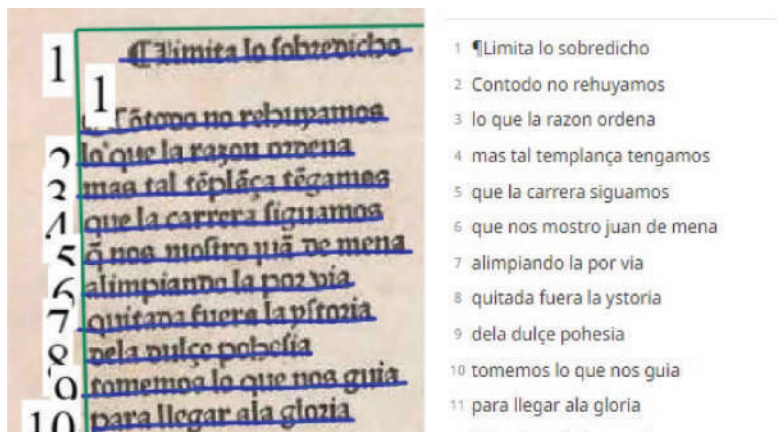 1 ¶Limita lo ſobredicho
1 Cõtodo no rehuyamos
2 lo que la razon ordena
3 mas tal tẽplãça tẽgamos
4 que la carrera ſiguamos
5 q̃ nos moſtro juã de mena
6 alimpiando la por via
7 quitada fuera la yſtoria
8 dela dulçe poheſia
9 tomemos lo que nos guia
10 para llegar ala gloria
1 ¶Limita lo sobredicho
2 Contodo no rehuyamos
3 lo que la razon ordena
4 mas tal templança tengamos
5 que la carrera siguamos
6 que nos mostro juan de mena
7 alimpiando la por via
8 quitada fuera la ystoria
9 dela dulçe pohesia
10 tomemos lo que nos guia
11 para llegar ala gloria